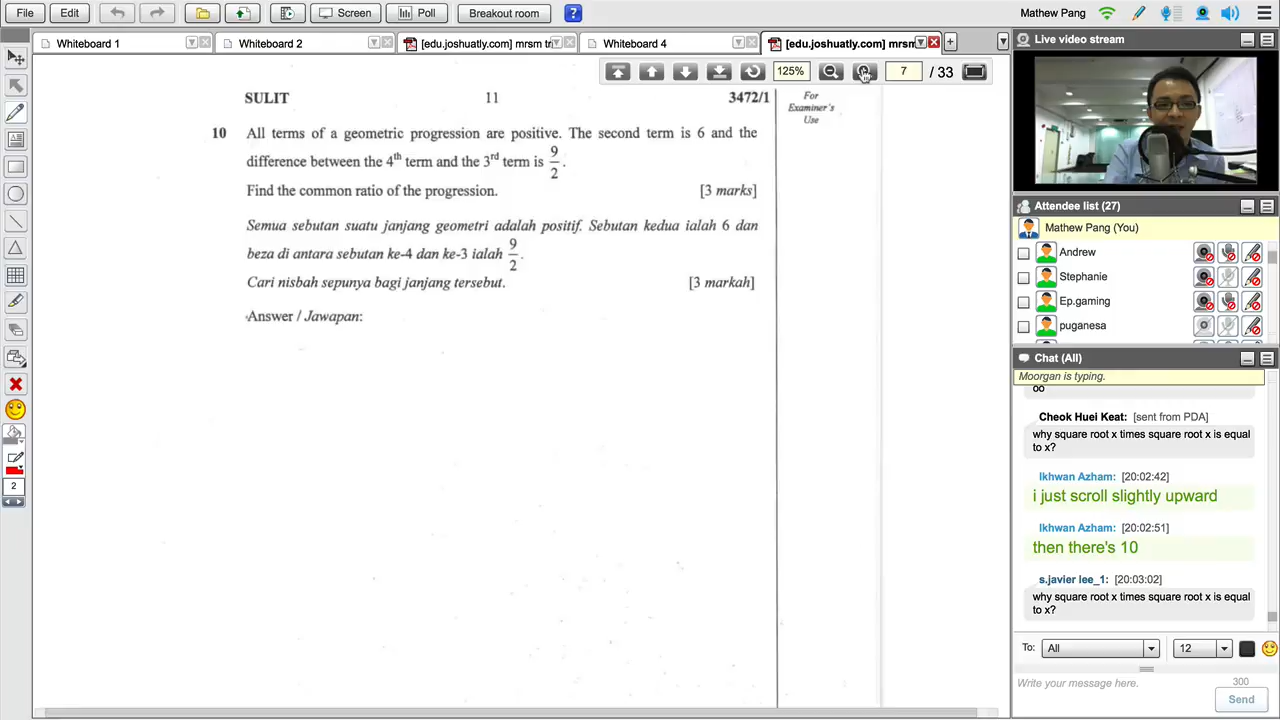 File Edit Screen Poll Breakout room ? Mathew Pang
Whiteboard 1 Whiteboard 2 [edu.joshuatly.com] mrsm tr Whiteboard 4 [edu.joshuatly.com] mrsm
125% 7 / 33
SULIT 11 3472/1
For
Examiner's
Use
10 All terms of a geometric progression are positive. The second term is 6 and the
difference between the 4th term and the 3rd term is 9/2.
Find the common ratio of the progression. [3 marks]
Semua sebutan suatu janjang geometri adalah positif. Sebutan kedua ialah 6 dan
beza di antara sebutan ke-4 dan ke-3 ialah 9/2.
Cari nisbah sepunya bagi janjang tersebut. [3 markah]
Answer / Jawapan:
2
Live video stream
Attendee list (27)
Mathew Pang (You)
Andrew
Stephanie
Ep.gaming
puganesa
Chat (All)
Moorgan is typing.
oo
Cheok Huei Keat: [sent from PDA]
why square root x times square root x is equal
to x?
Ikhwan Azham: [20:02:42]
i just scroll slightly upward
Ikhwan Azham: [20:02:51]
then there's 10
s.javier lee_1: [20:03:02]
why square root x times square root x is equal
to x?
To: All 12
Write your message here. 300
Send